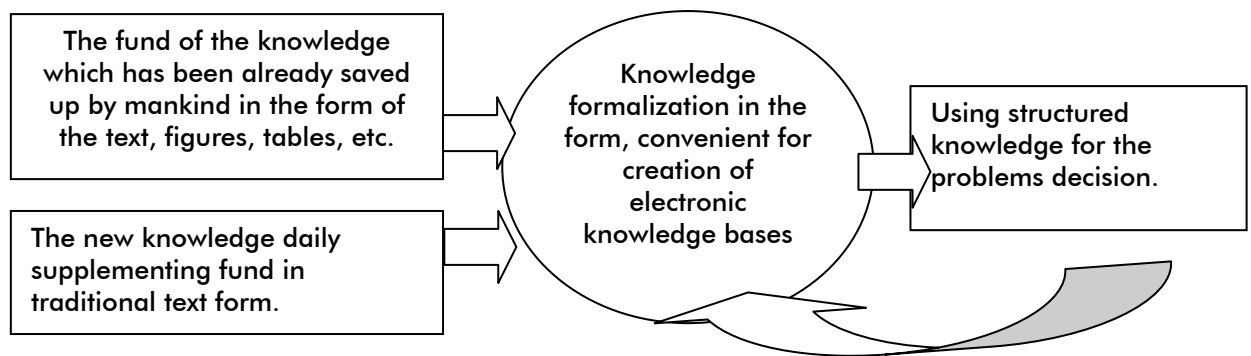 The fund of the knowledge
which has been already saved
up by mankind in the form of
the text, figures, tables, etc.
The new knowledge daily
supplementing fund in
traditional text form.
Knowledge
formalization in the
form, convenient for
creation of
electronic
knowledge bases
Using structured
knowledge for the
problems decision.